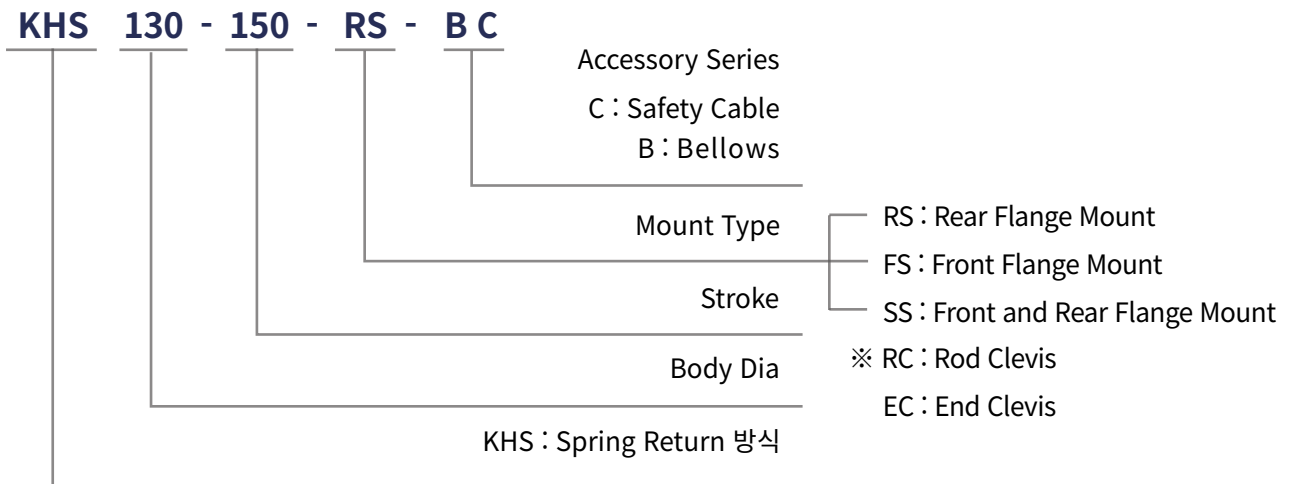 KHS 130 - 150 - RS - B C
Accessory Series
C : Safety Cable
B : Bellows
Mount Type
RS : Rear Flange Mount
FS : Front Flange Mount
SS : Front and Rear Flange Mount
Stroke
※ RC : Rod Clevis
Body Dia
EC : End Clevis
KHS : Spring Return 방식